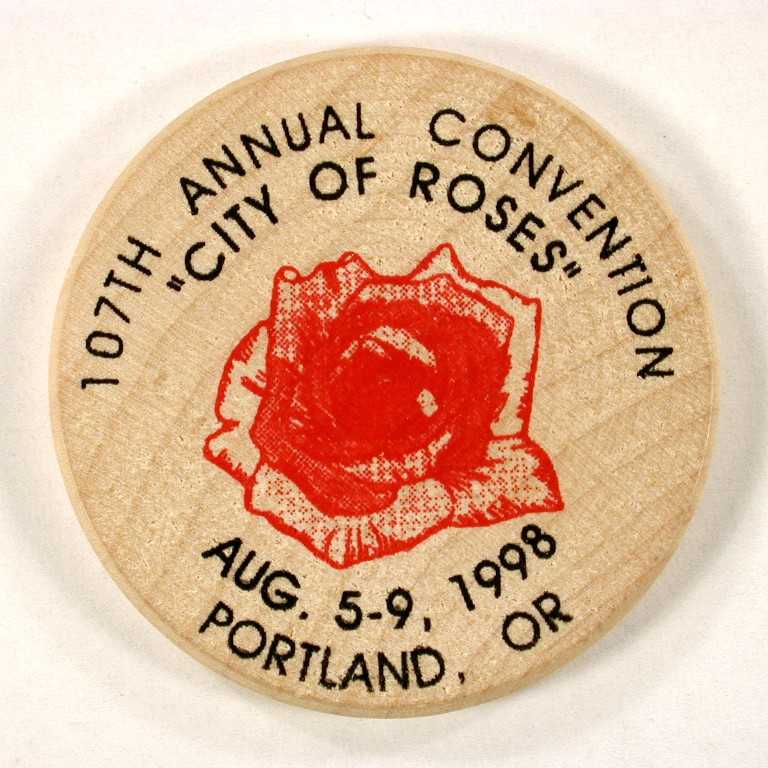 107TH ANNUAL CONVENTION
"CITY OF ROSES"
AUG. 5-9, 1998
PORTLAND, OR